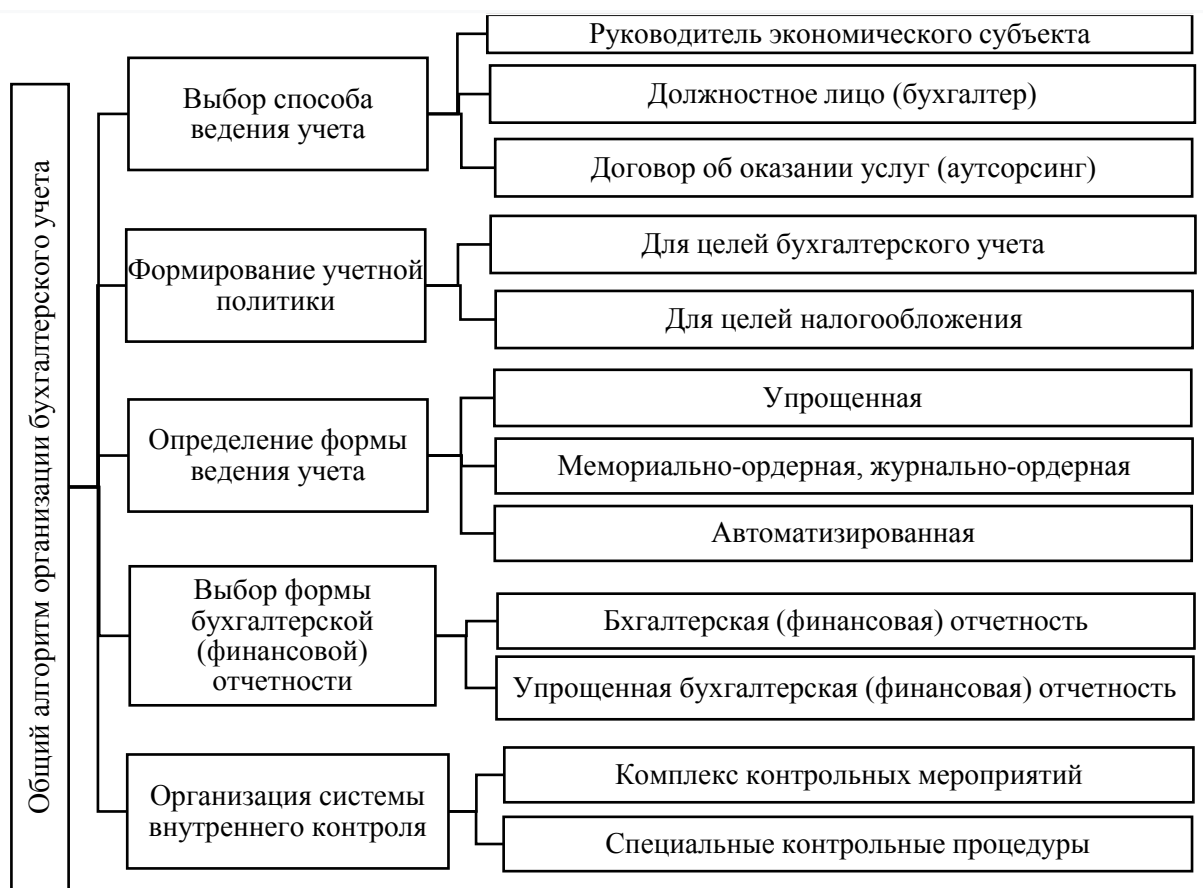 Общий алгоритм организации бухгалтерского учета
Выбор способа
ведения учета
Руководитель экономического субъекта
Должностное лицо (бухгалтер)
Договор об оказании услуг (аутсорсинг)
Формирование учетной
политики
Для целей бухгалтерского учета
Для целей налогообложения
Определение формы
ведения учета
Упрощенная
Мемориально-ордерная, журнально-ордерная
Автоматизированная
Выбор формы
бухгалтерской
(финансовой)
отчетности
Бхгалтерская (финансовая) отчетность
Упрощенная бухгалтерская (финансовая) отчетность
Организация системы
внутреннего контроля
Комплекс контрольных мероприятий
Специальные контрольные процедуры